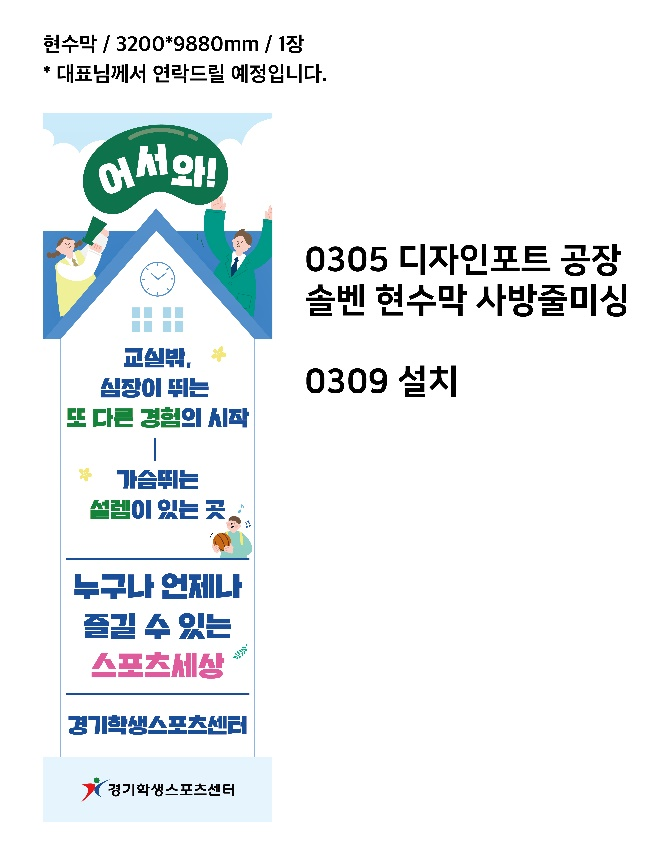 현수막 / 3200*9880mm / 1장
* 대표님께서 연락드릴 예정입니다.
어서와!
0305 디자인포트 공장
솔벤 현수막 사방줄미싱
0309 설치
교실밖,
심장이 뛰는
또 다른 경험의 시작
가슴뛰는
설렘이 있는 곳
누구나 언제나
즐길 수 있는
스포츠세상
경기학생스포츠센터
경기학생스포츠센터